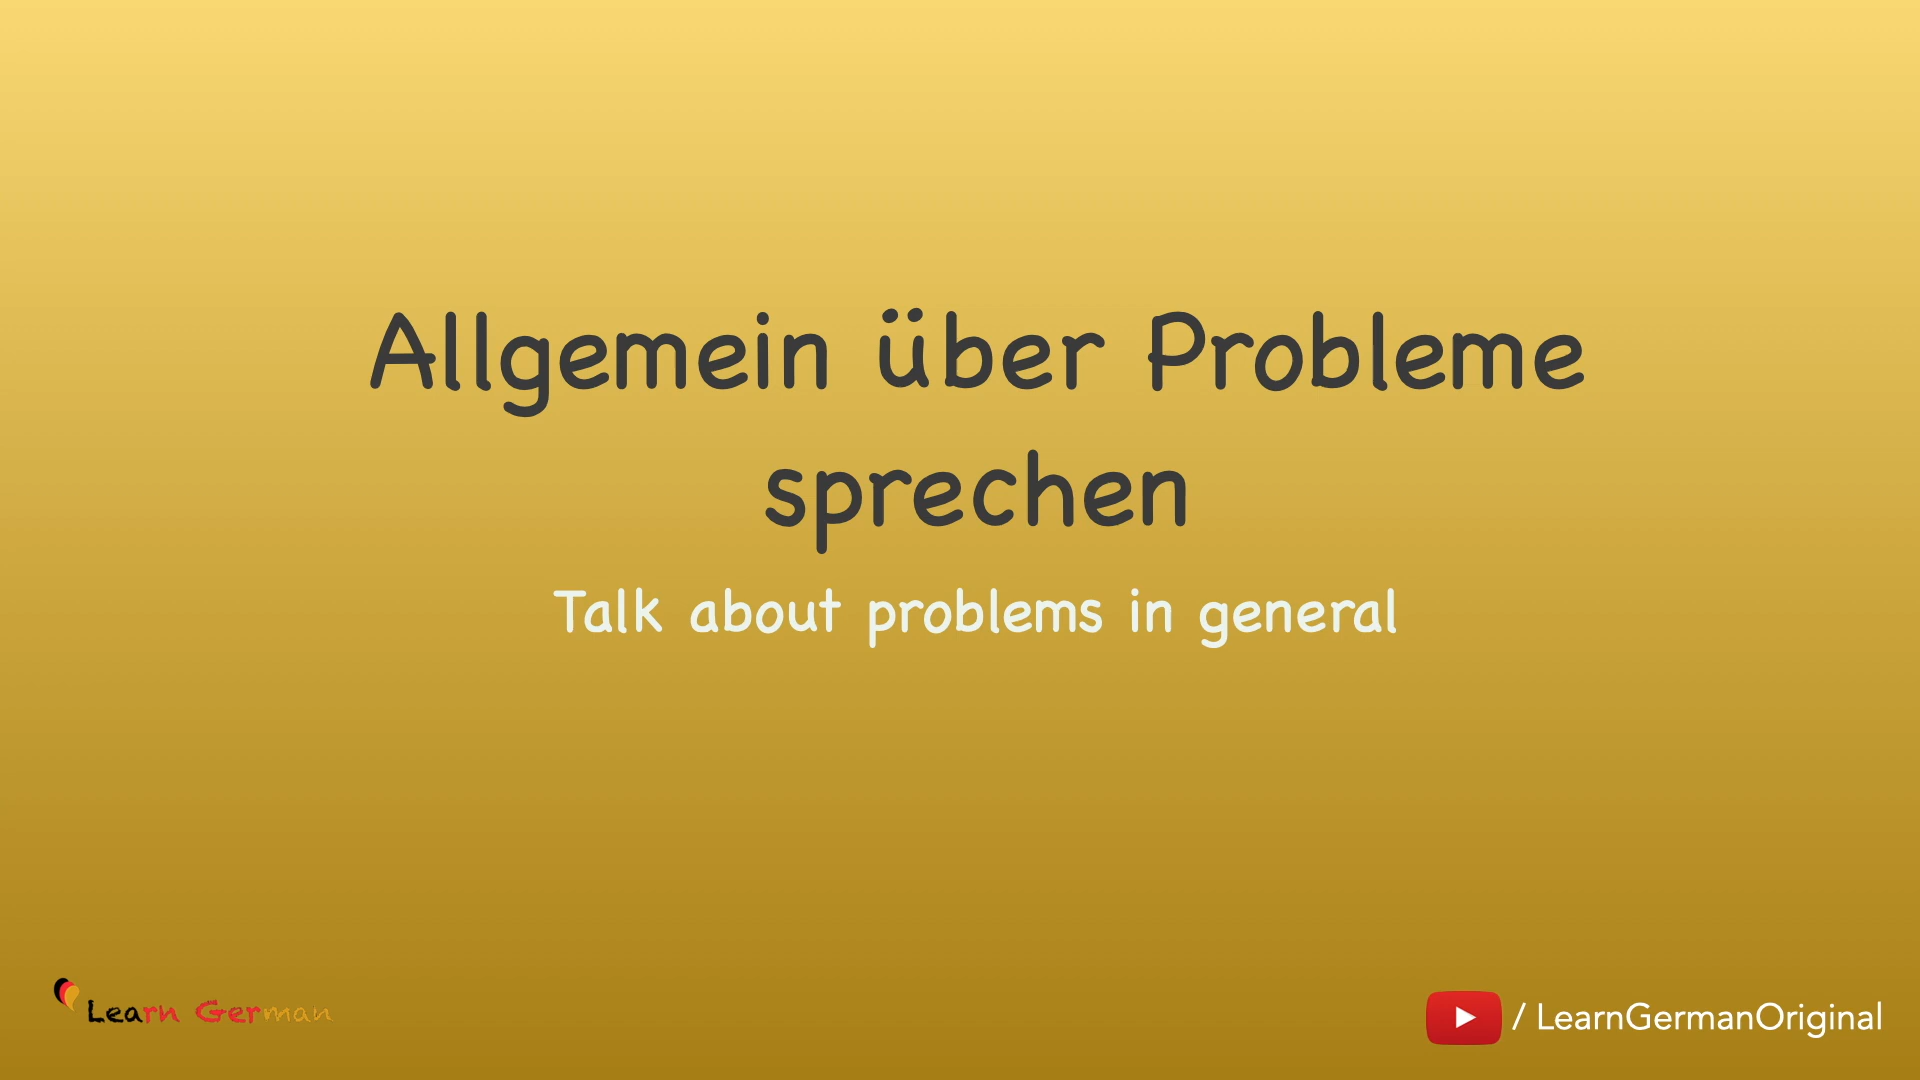 Allgemein über Probleme
sprechen
Talk about problems in general
Learn German
/ LearnGermanOriginal